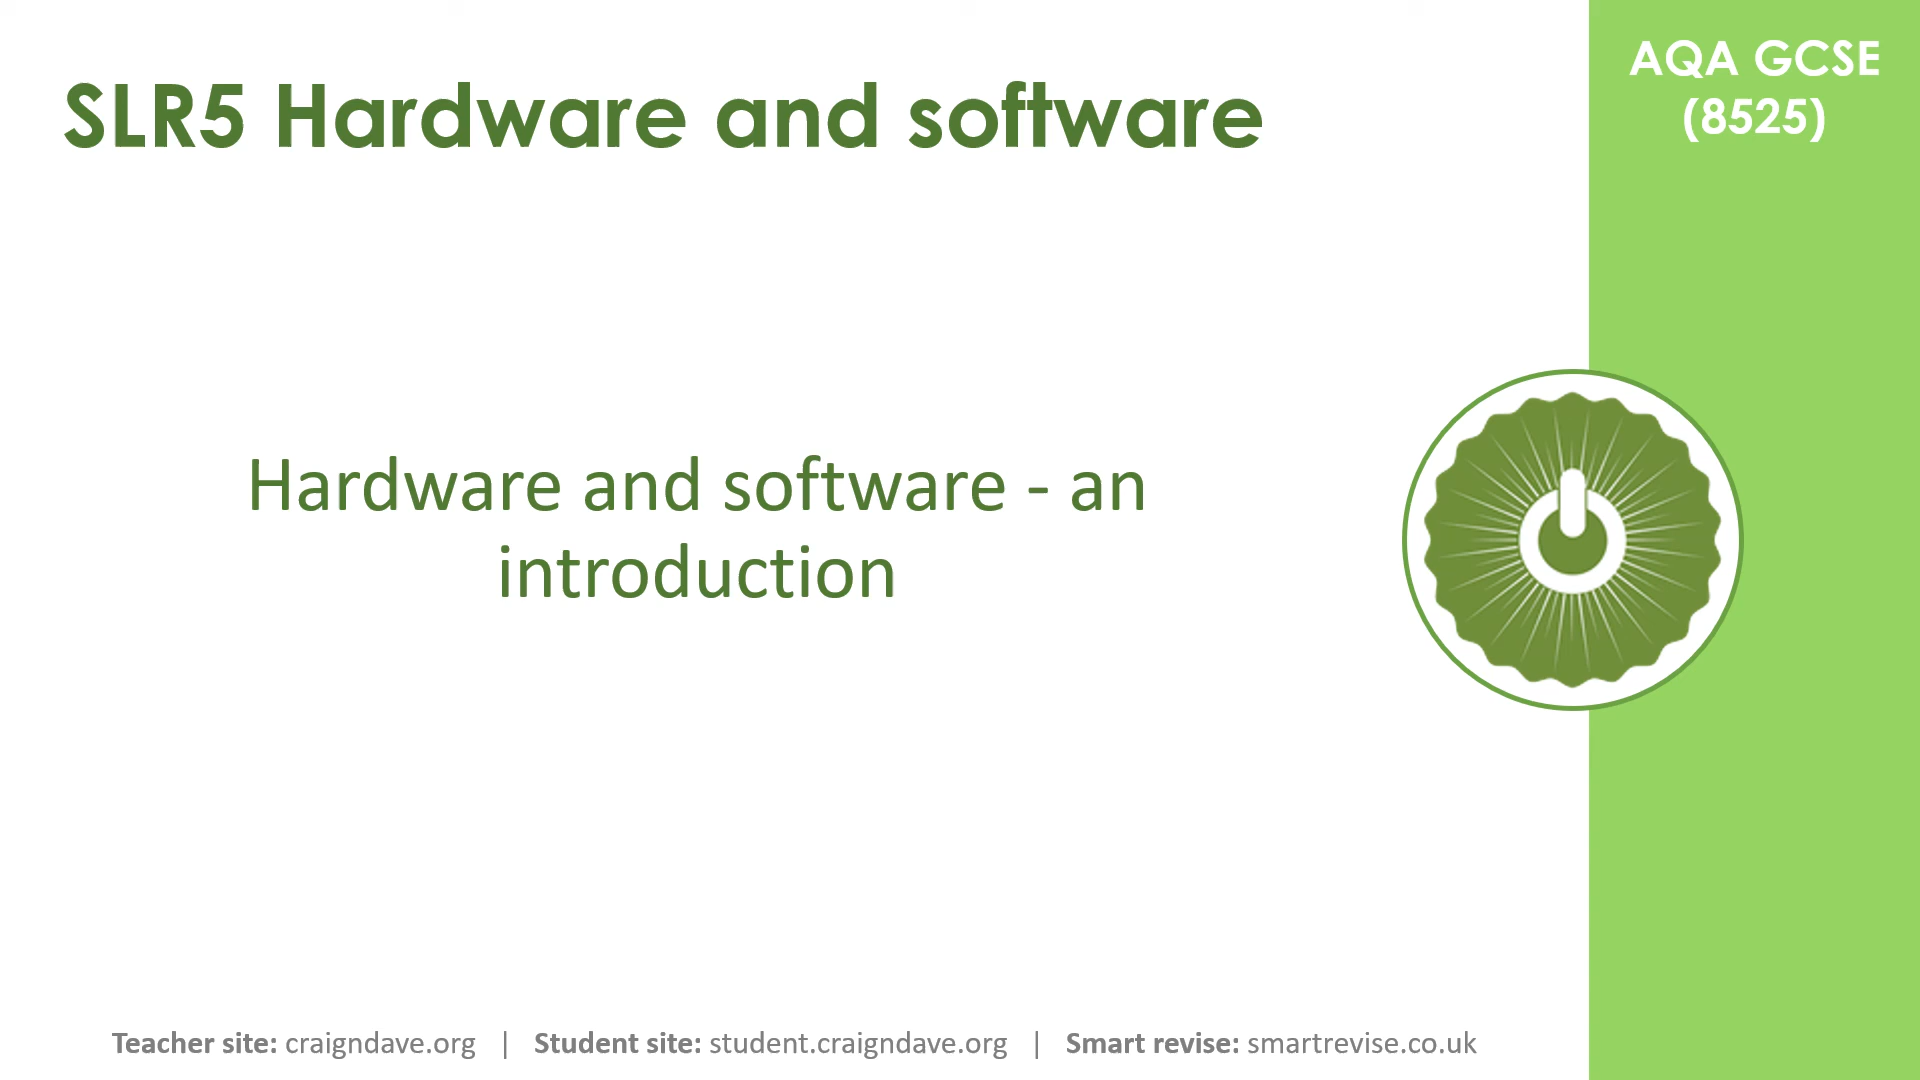 SLR5 Hardware and software
AQA GCSE
(8525)
Hardware and software - an
introduction
Teacher site: craigndave.org | Student site: student.craigndave.org | Smart revise: smartrevise.co.uk